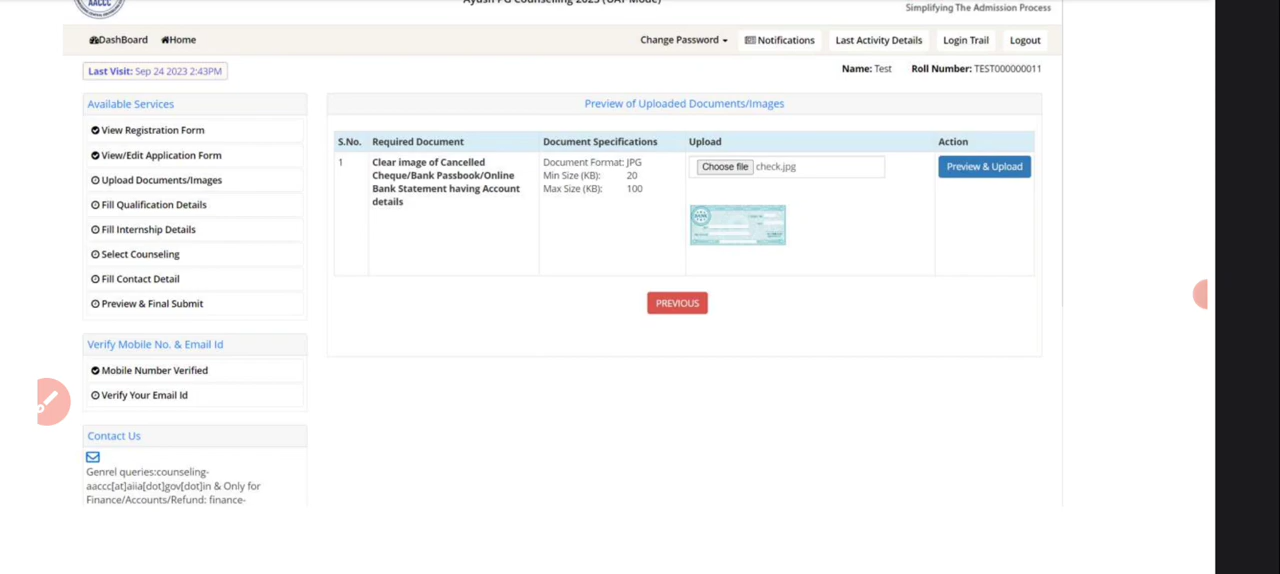 AACCC
Ayush PG Counselling 2023 (UAT Mode)
Simplifying The Admission Process
DashBoard Home
Change Password Notifications Last Activity Details Login Trail Logout
Last Visit: Sep 24 2023 2:43PM
Name: Test Roll Number: TEST000000011
Available Services
View Registration Form
View/Edit Application Form
Upload Documents/Images
Fill Qualification Details
Fill Internship Details
Select Counseling
Fill Contact Detail
Preview & Final Submit
Verify Mobile No. & Email Id
Mobile Number Verified
Verify Your Email Id
Contact Us
Genrel queries:counseling-
aaccc[at]aiia[dot]gov[dot]in & Only for
Finance/Accounts/Refund: finance-
Preview of Uploaded Documents/Images
S.No. Required Document Document Specifications Upload Action
1 Clear image of Cancelled
Cheque/Bank Passbook/Online
Bank Statement having Account
details
Document Format: JPG
Min Size (KB): 20
Max Size (KB): 100
Choose file check.jpg
Preview & Upload
PREVIOUS